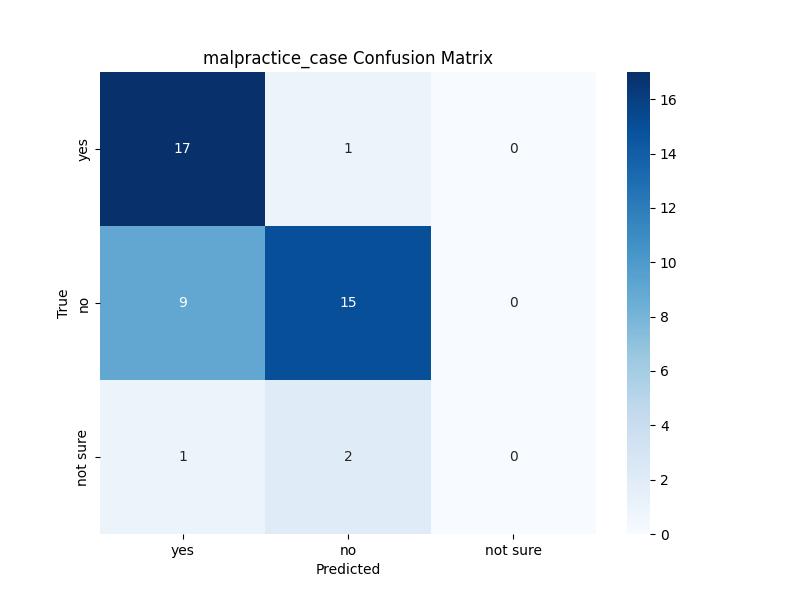 malpractice_case Confusion Matrix
yes 17 1 0
True
no 9 15 0
not sure 1 2 0
yes no not sure
Predicted
16
14
12
10
8
6
4
2
0